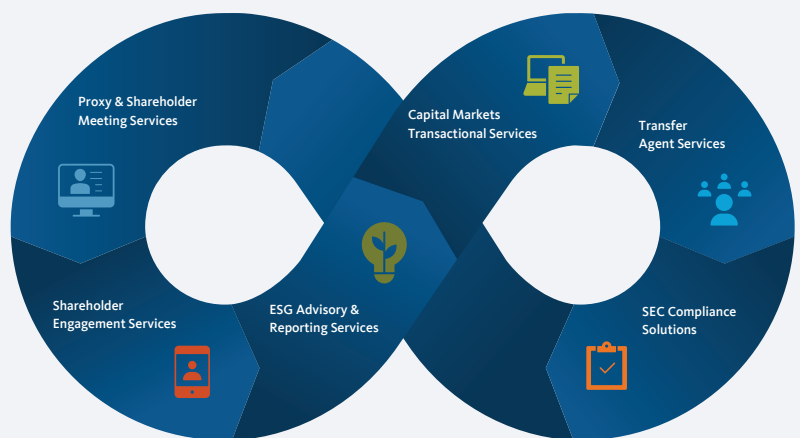 Proxy & Shareholder
Meeting Services
Capital Markets
Transactional Services
Transfer
Agent Services
Shareholder
Engagement Services
ESG Advisory &
Reporting Services
SEC Compliance
Solutions